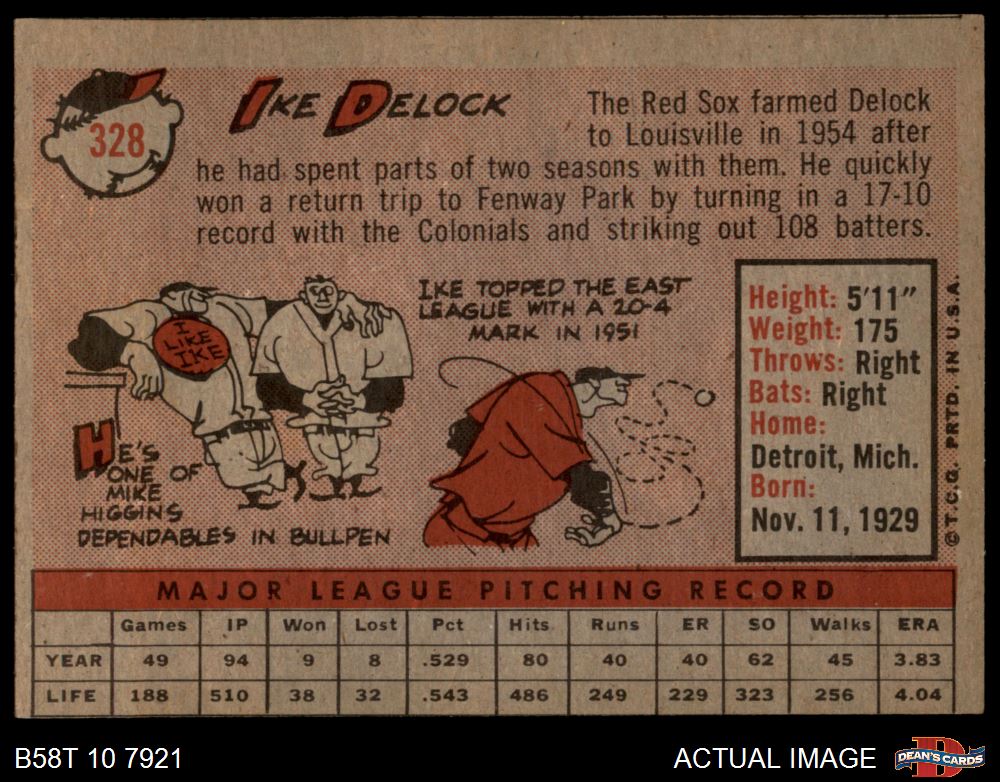 328
IKE DELOCK
The Red Sox farmed Delock
to Louisville in 1954 after
he had spent parts of two seasons with them. He quickly
won a return trip to Fenway Park by turning in a 17-10
record with the Colonials and striking out 108 batters.
I
LIKE
IKE
HE'S
ONE OF
MIKE
HIGGINS
DEPENDABLES IN BULLPEN
IKE TOPPED THE EAST
LEAGUE WITH A 20-4
MARK IN 1951
Height: 5'11"
Weight: 175
Throws: Right
Bats: Right
Home:
Detroit, Mich.
Born:
Nov. 11, 1929
© T.C.G. PRTD. IN U.S.A.
MAJOR LEAGUE PITCHING RECORD
Games IP Won Lost Pct Hits Runs ER SO Walks ERA
YEAR 49 94 9 8 .529 80 40 40 62 45 3.83
LIFE 188 510 38 32 .543 486 249 229 323 256 4.04
B58T 10 7921
ACTUAL IMAGE
D
DEAN'S CARDS